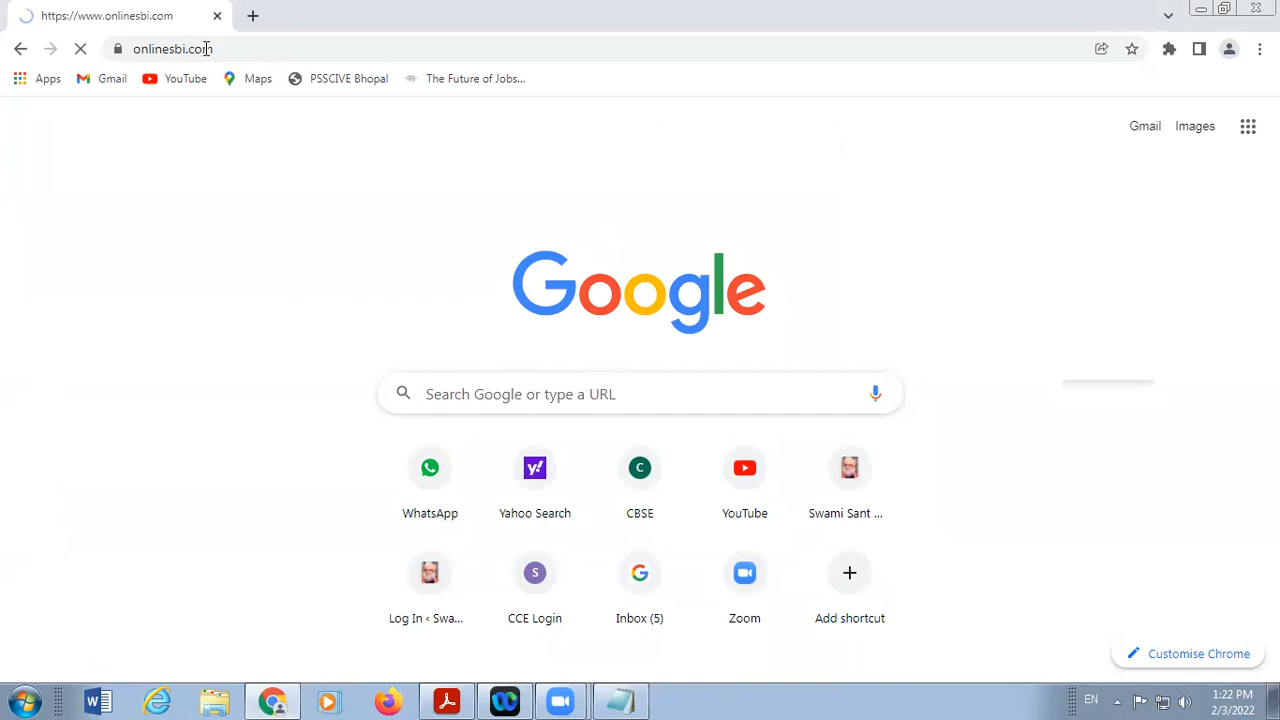 https://www.onlinesbi.com
onlinesbi.com
Apps Gmail YouTube Maps PSSCIVE Bhopal The Future of Jobs...
Gmail Images
Google
Search Google or type a URL
WhatsApp Yahoo Search CBSE YouTube Swami Sant ...
Log In ‹ Swa... CCE Login Inbox (5) Zoom Add shortcut
Customise Chrome
EN 1:22 PM
2/3/2022